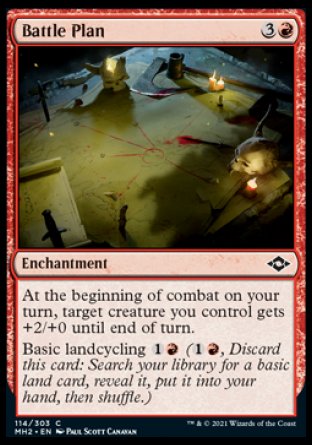 Battle Plan 3
Enchantment
At the beginning of combat on your
turn, target creature you control gets
+2/+0 until end of turn.
Basic landcycling 1 (1, Discard
this card: Search your library for a basic
land card, reveal it, put it into your
hand, then shuffle.)
114/303 C
MH2 • EN Paul Scott Canavan
™ & © 2021 Wizards of the Coast